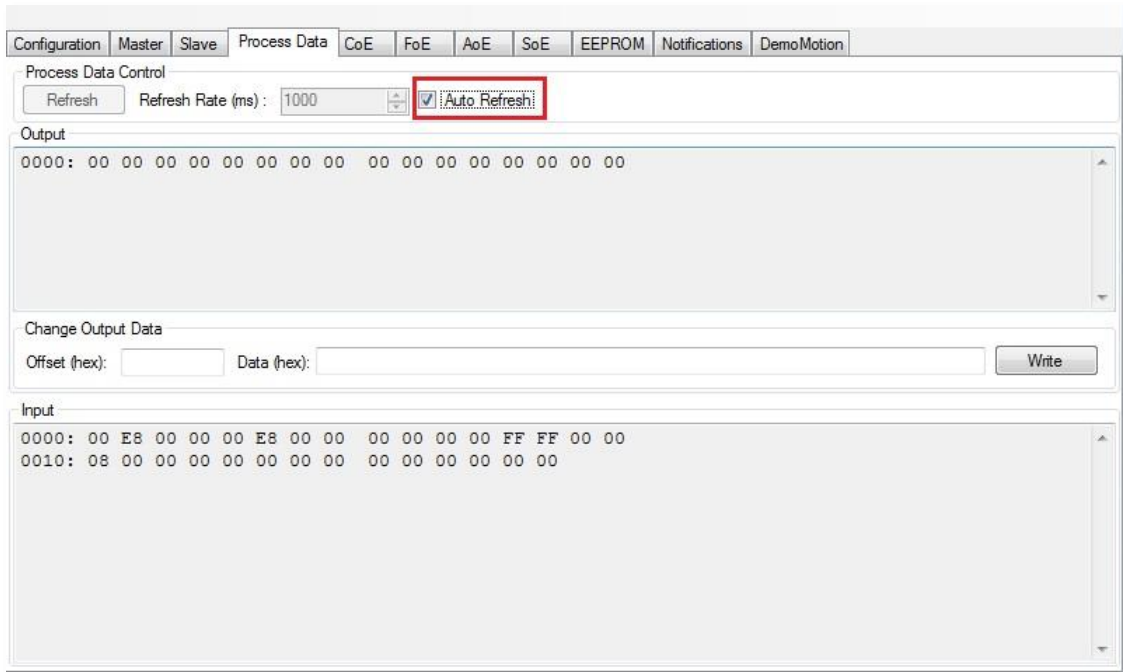 Configuration Master Slave Process Data CoE FoE AoE SoE EEPROM Notifications DemoMotion
Process Data Control
Refresh Refresh Rate (ms) : 1000 Auto Refresh
Output
0000: 00 00 00 00 00 00 00 00  00 00 00 00 00 00 00 00
Change Output Data
Offset (hex): Data (hex): Write
Input
0000: 00 E8 00 00 00 E8 00 00  00 00 00 00 FF FF 00 00
0010: 08 00 00 00 00 00 00 00  00 00 00 00 00 00